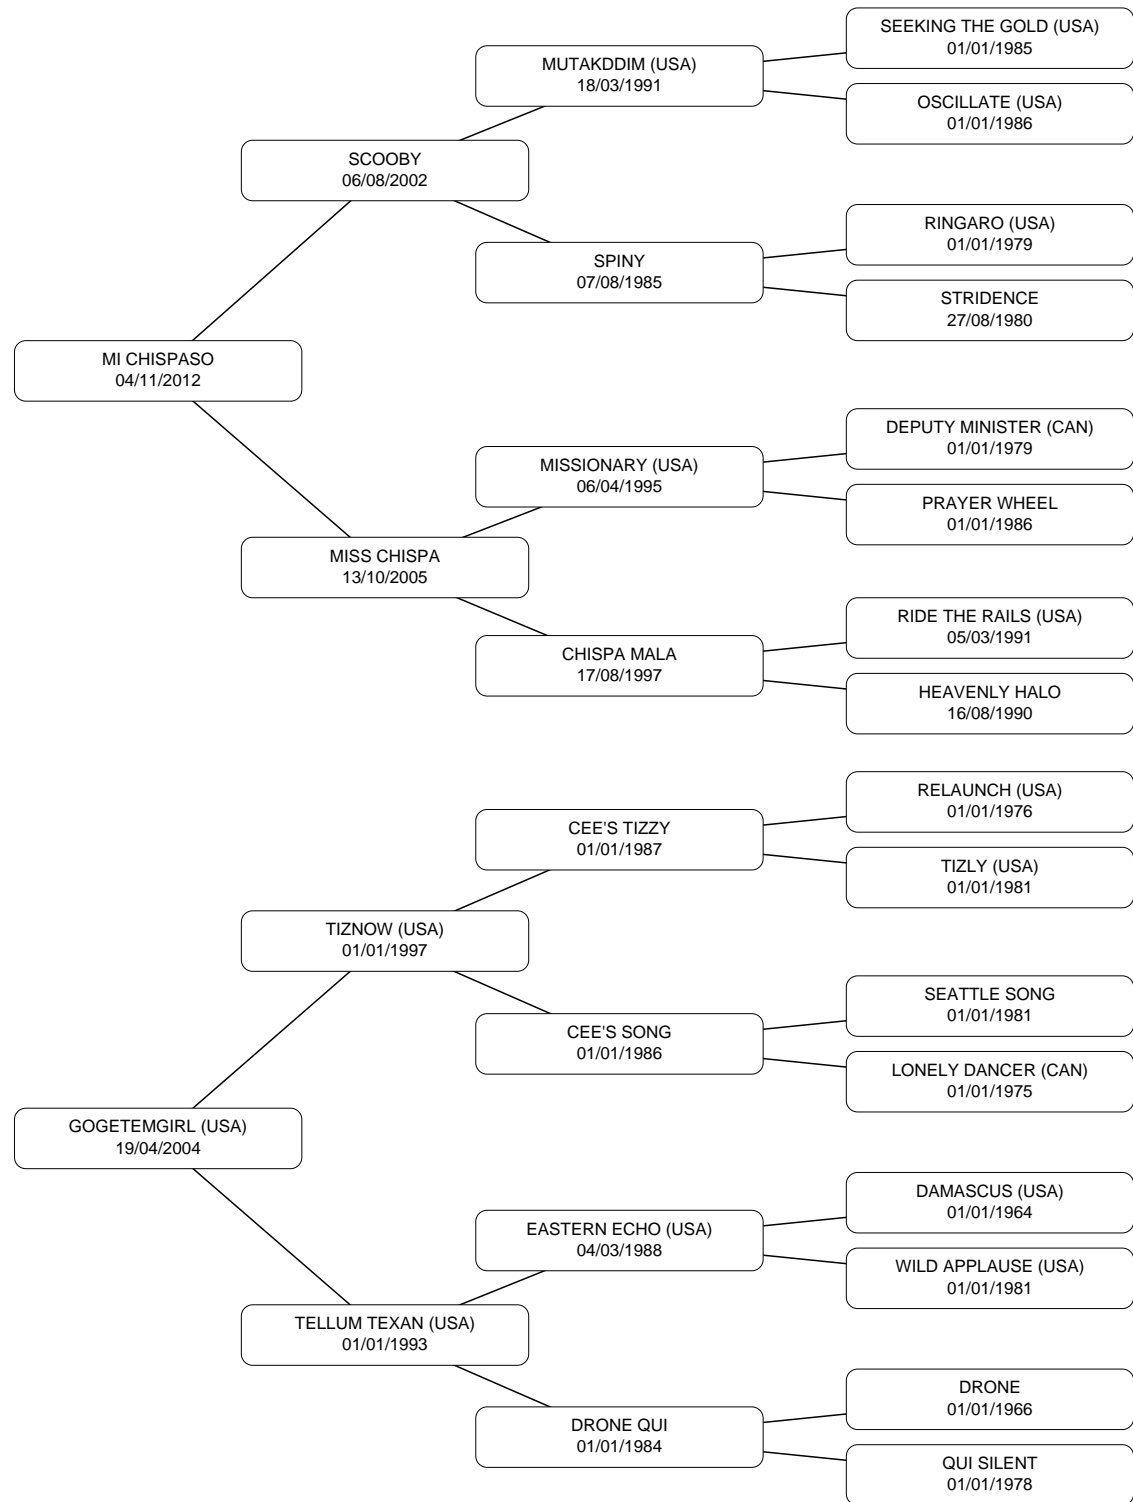 SEEKING THE GOLD (USA)
01/01/1985
MUTAKDDIM (USA)
18/03/1991
OSCILLATE (USA)
01/01/1986
SCOOBY
06/08/2002
RINGARO (USA)
01/01/1979
SPINY
07/08/1985
STRIDENCE
27/08/1980
MI CHISPASO
04/11/2012
DEPUTY MINISTER (CAN)
01/01/1979
MISSIONARY (USA)
06/04/1995
PRAYER WHEEL
01/01/1986
MISS CHISPA
13/10/2005
RIDE THE RAILS (USA)
05/03/1991
CHISPA MALA
17/08/1997
HEAVENLY HALO
16/08/1990
RELAUNCH (USA)
01/01/1976
CEE'S TIZZY
01/01/1987
TIZLY (USA)
01/01/1981
TIZNOW (USA)
01/01/1997
SEATTLE SONG
01/01/1981
CEE'S SONG
01/01/1986
LONELY DANCER (CAN)
01/01/1975
GOGETEMGIRL (USA)
19/04/2004
DAMASCUS (USA)
01/01/1964
EASTERN ECHO (USA)
04/03/1988
WILD APPLAUSE (USA)
01/01/1981
TELLUM TEXAN (USA)
01/01/1993
DRONE
01/01/1966
DRONE QUI
01/01/1984
QUI SILENT
01/01/1978